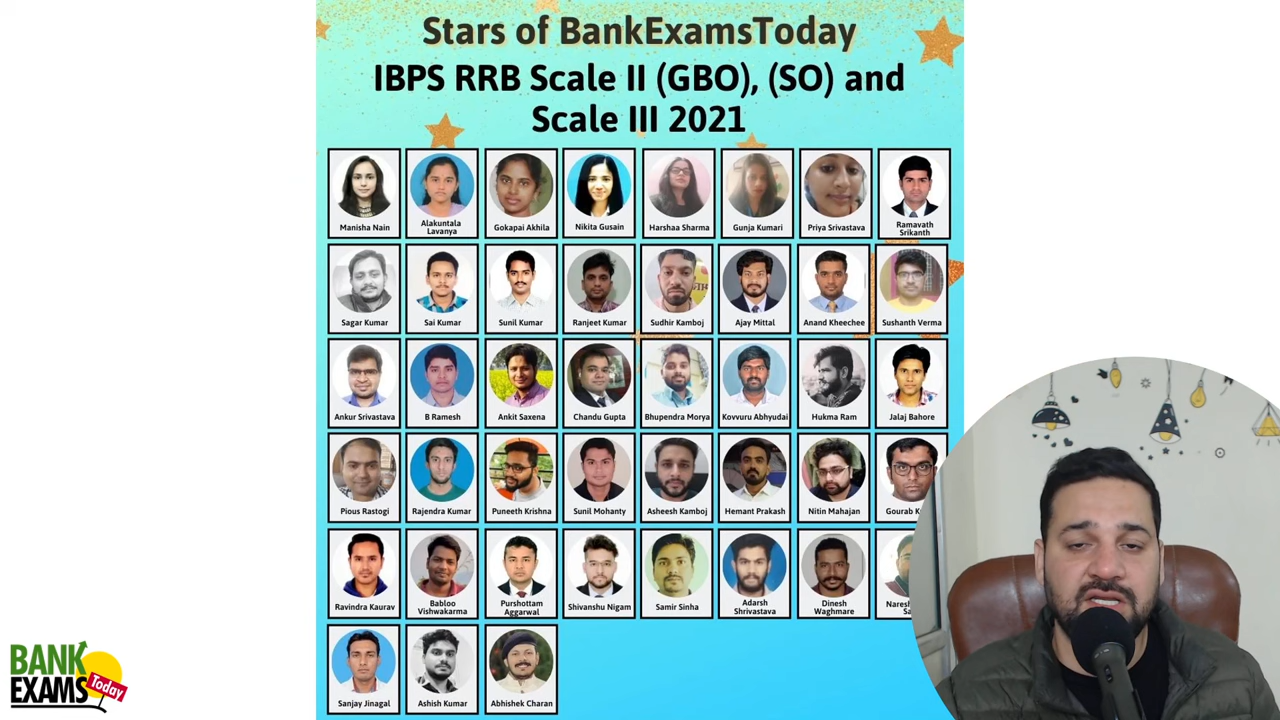 Stars of BankExamsToday
IBPS RRB Scale II (GBO), (SO) and
Scale III 2021
Manisha Nain
Alakuntala
Lavanya
Gokapai Akhila
Nikita Gusain
Harshaa Sharma
Gunja Kumari
Priya Srivastava
Ramavath
Srikanth
Sagar Kumar
Sai Kumar
Sunil Kumar
Ranjeet Kumar
Sudhir Kamboj
Ajay Mittal
Anand Kheechee
Sushanth Verma
Ankur Srivastava
B Ramesh
Ankit Saxena
Chandu Gupta
Bhupendra Morya
Kovvuru Abhyudai
Hukma Ram
Jalaj Bahore
Pious Rastogi
Rajendra Kumar
Puneeth Krishna
Sunil Mohanty
Asheesh Kamboj
Hemant Prakash
Nitin Mahajan
Gourab
Ravindra Kaurav
Babloo
Vishwakarma
Purshottam
Aggarwal
Shivanshu Nigam
Samir Sinha
Adarsh
Shrivastava
Dinesh
Waghmare
Sanjay Jinagal
Ashish Kumar
Abhishek Charan
BANK
EXAMS
Today